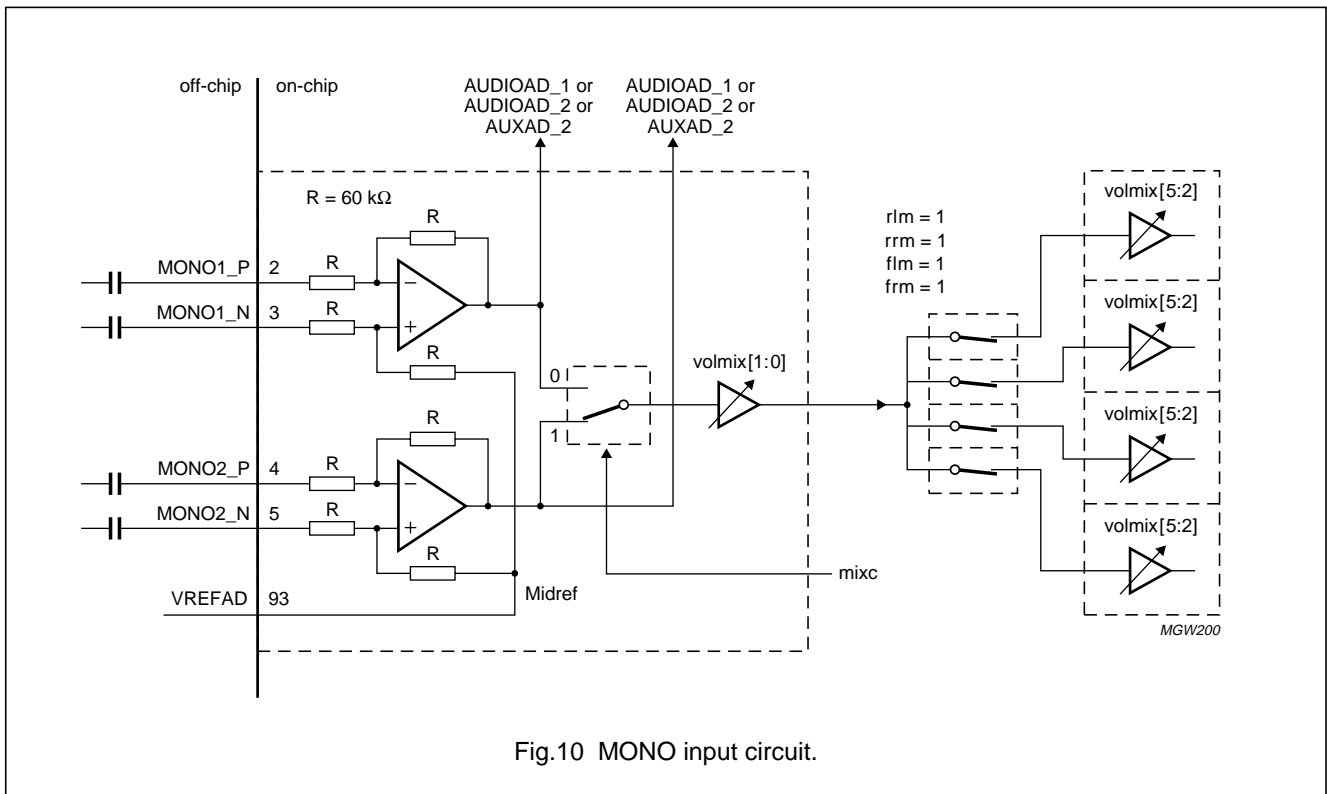 off-chip on-chip
AUDIOAD_1 or
AUDIOAD_2 or
AUXAD_2
AUDIOAD_1 or
AUDIOAD_2 or
AUXAD_2
R = 60 kΩ
R
MONO1_P 2 R
−
MONO1_N 3 R
+
R
0
1
volmix[1:0]
R
MONO2_P 4 R
−
MONO2_N 5 R
+
R
VREFAD 93
Midref
mixc
rlm = 1
rrm = 1
flm = 1
frm = 1
volmix[5:2]
volmix[5:2]
volmix[5:2]
volmix[5:2]
MGW200
Fig.10 MONO input circuit.